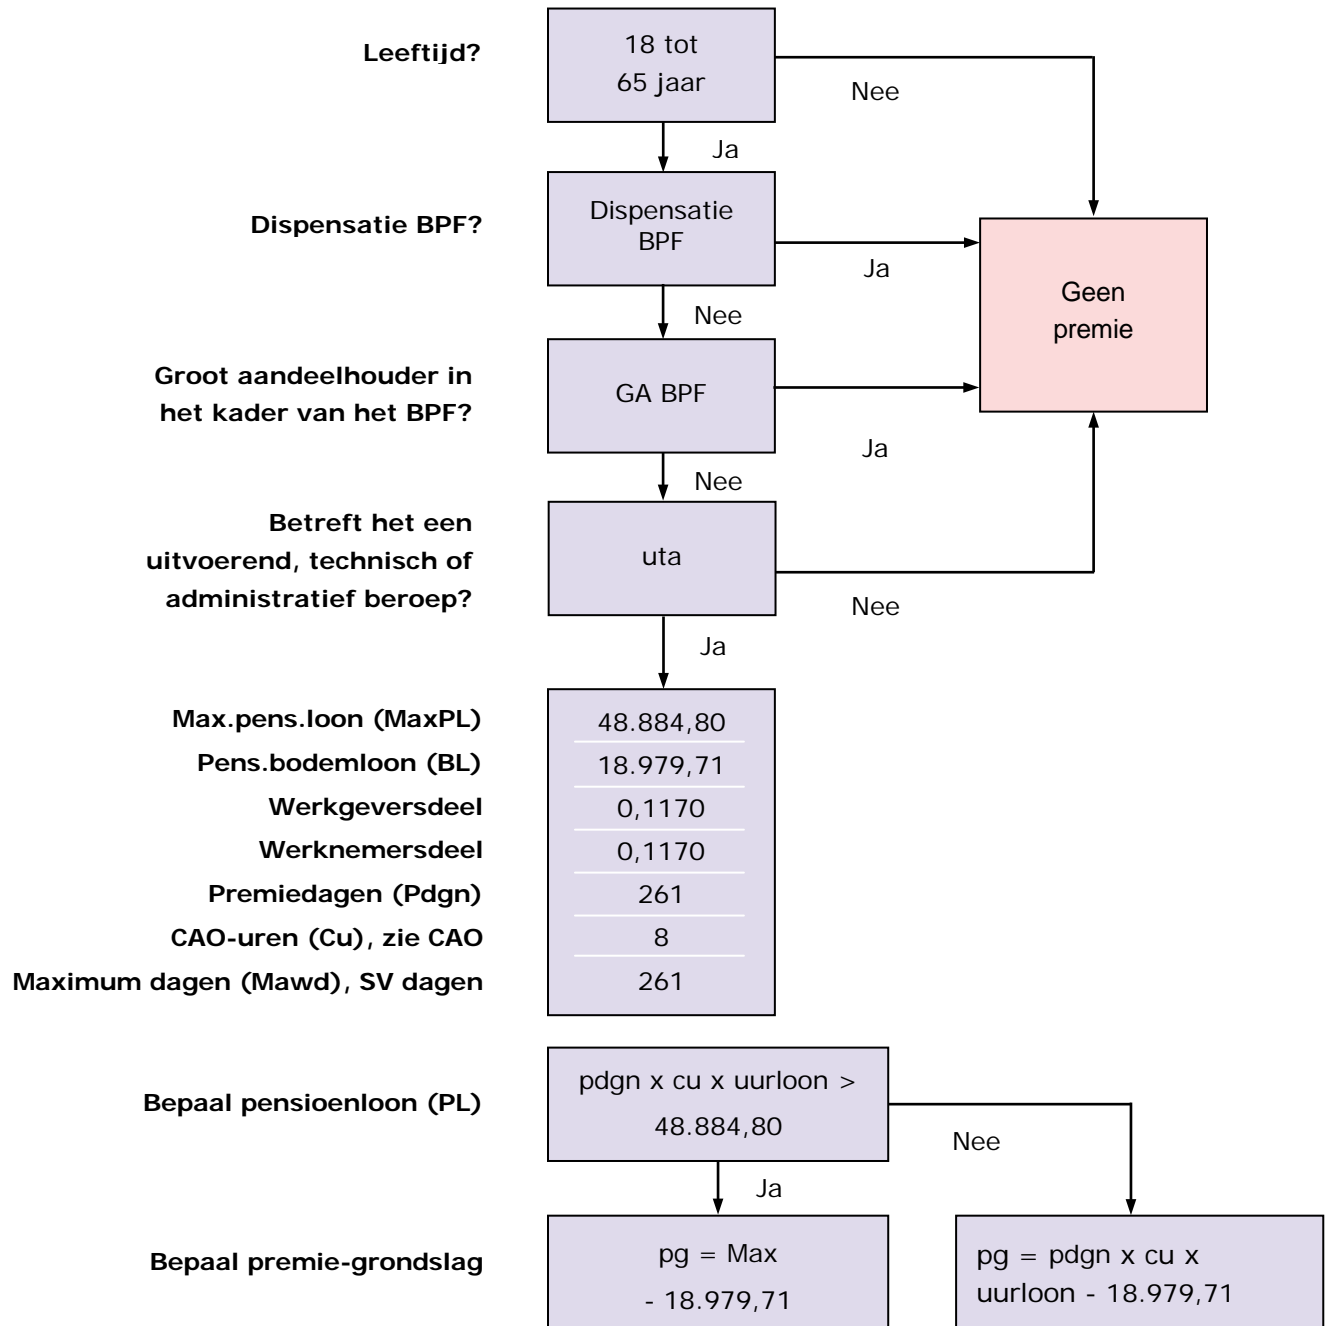 Leeftijd?
18 tot
65 jaar
Nee
Ja
Dispensatie BPF?
Dispensatie
BPF
Ja
Geen
premie
Nee
Groot aandeelhouder in
het kader van het BPF?
GA BPF
Ja
Nee
Betreft het een
uitvoerend, technisch of
administratief beroep?
uta
Nee
Ja
Max.pens.loon (MaxPL)
48.884,80
Pens.bodemloon (BL)
18.979,71
Werkgeversdeel
0,1170
Werknemersdeel
0,1170
Premiedagen (Pdgn)
261
CAO-uren (Cu), zie CAO
8
Maximum dagen (Mawd), SV dagen
261
Bepaal pensioenloon (PL)
pdgn x cu x uurloon >
48.884,80
Nee
Ja
Bepaal premie-grondslag
pg = Max
- 18.979,71
pg = pdgn x cu x
uurloon - 18.979,71